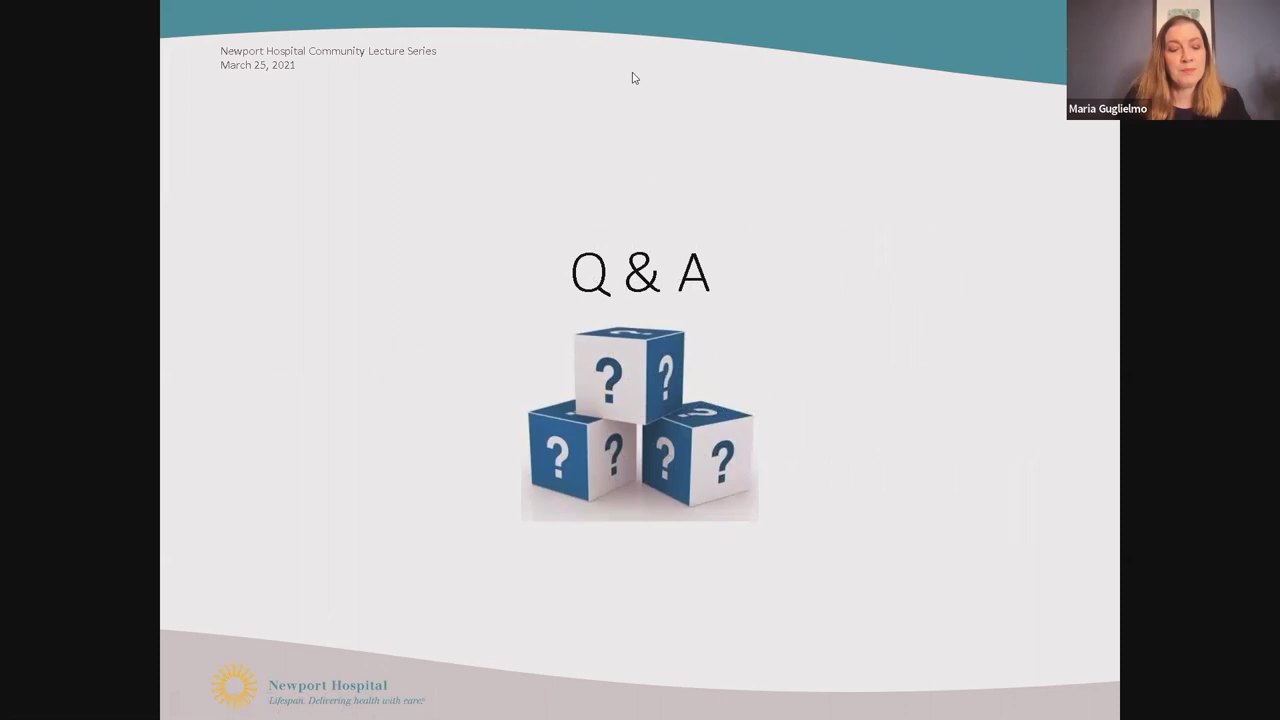 Newport Hospital Community Lecture Series
March 25, 2021
Maria Guglielmo
Q & A
?
?
?
?
?
?
?
?
?
Newport Hospital
Lifespan. Delivering health with care.®